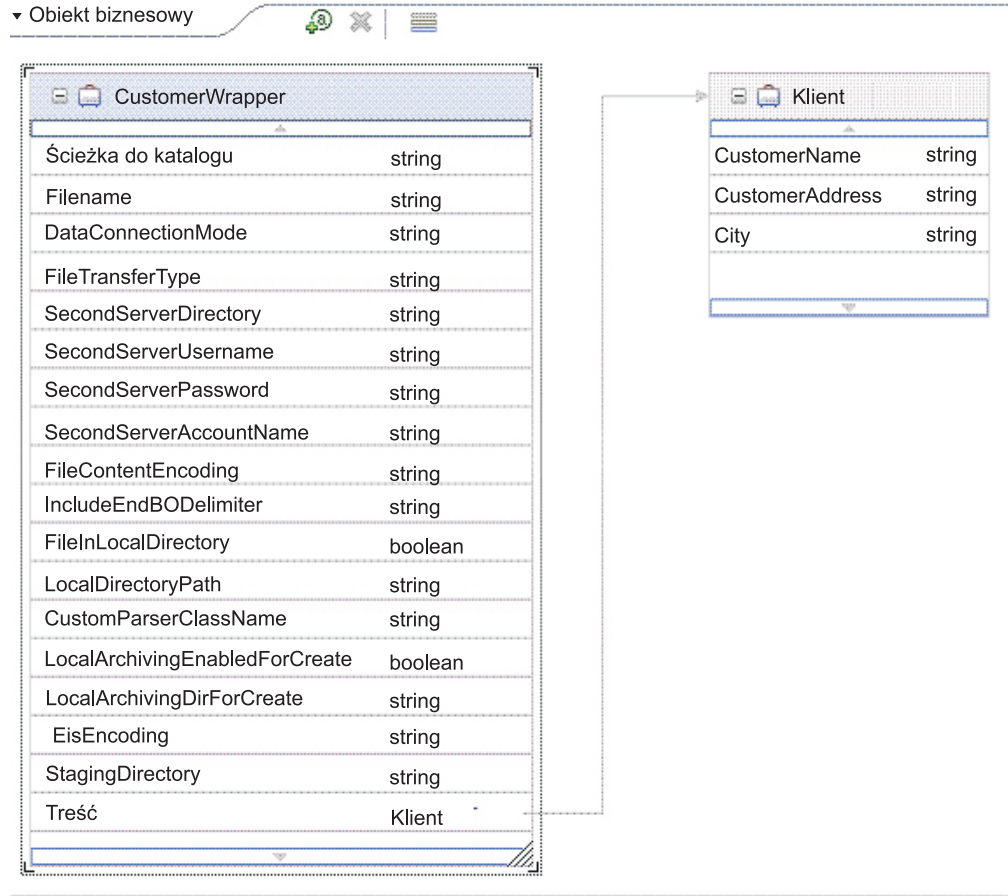 Obiekt biznesowy
CustomerWrapper
Ścieżka do katalogu string
Filename string
DataConnectionMode string
FileTransferType string
SecondServerDirectory string
SecondServerUsername string
SecondServerPassword string
SecondServerAccountName string
FileContentEncoding string
IncludeEndBODelimiter string
FileInLocalDirectory boolean
LocalDirectoryPath string
CustomParserClassName string
LocalArchivingEnabledForCreate boolean
LocalArchivingDirForCreate string
EisEncoding string
StagingDirectory string
Treść Klient
Klient
CustomerName string
CustomerAddress string
City string